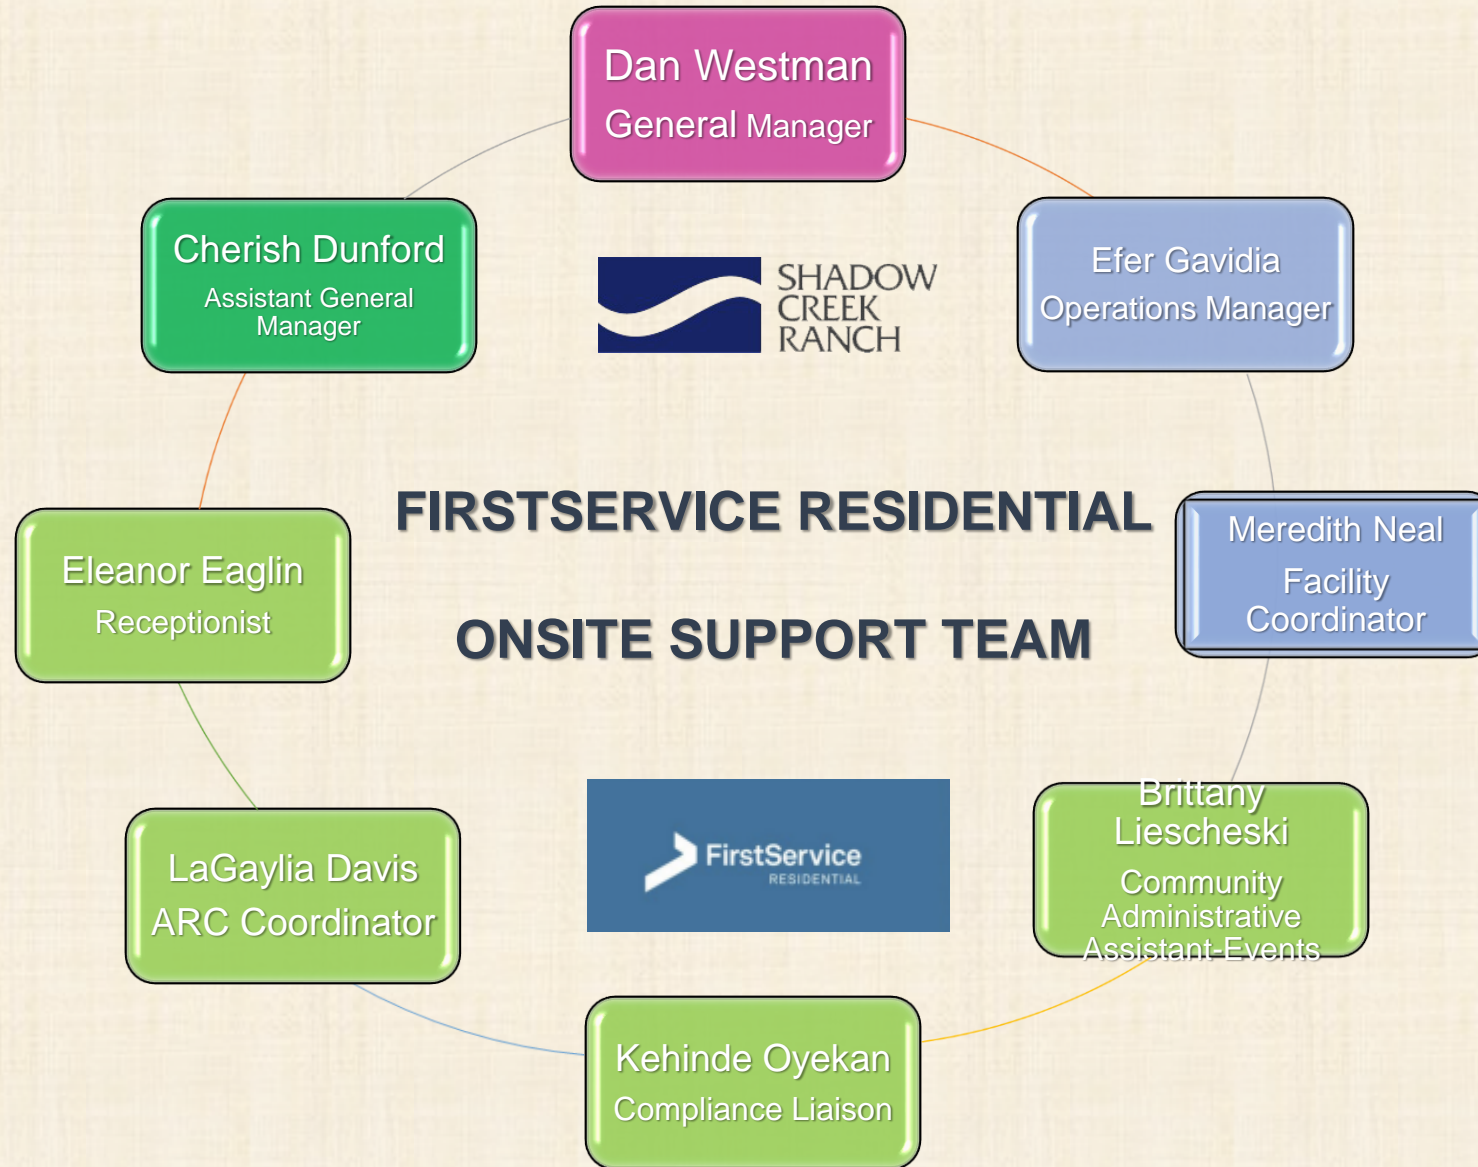 Dan Westman
General Manager
Cherish Dunford
Assistant General
Manager
SHADOW
CREEK
RANCH
Efer Gavidia
Operations Manager
FIRSTSERVICE RESIDENTIAL
ONSITE SUPPORT TEAM
Meredith Neal
Facility
Coordinator
Eleanor Eaglin
Receptionist
Brittany
Liescheski
Community
Administrative
Assistant-Events
FirstService
RESIDENTIAL
LaGaylia Davis
ARC Coordinator
Kehinde Oyekan
Compliance Liaison